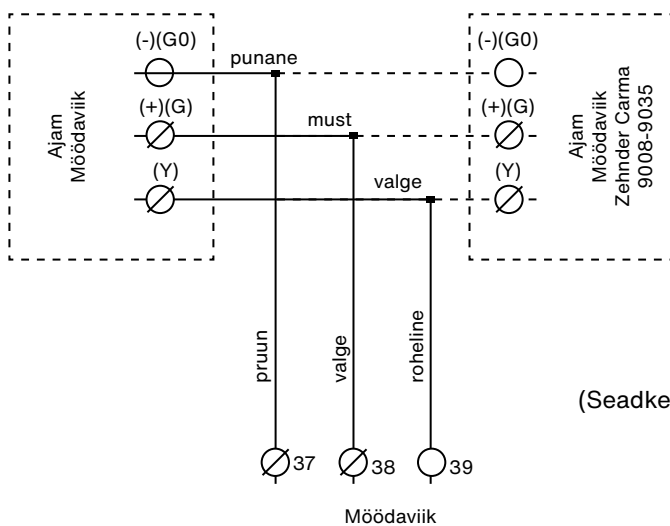 (-)(G0)
punane
(+)(G)
must
(Y)
valge
Ajam
Möödaviik
(-)(G0)
(+)(G)
(Y)
Ajam
Möödaviik
Zehnder Carma
9008-9035
pruun
valge
roheline
(Seadke
37
38
39
Möödaviik